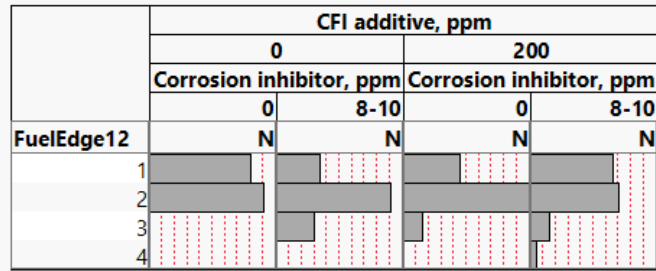 CFI additive, ppm
0 200
Corrosion inhibitor, ppm Corrosion inhibitor, ppm
0 8-10 0 8-10
FuelEdge12 N N N N
1
2
3
4